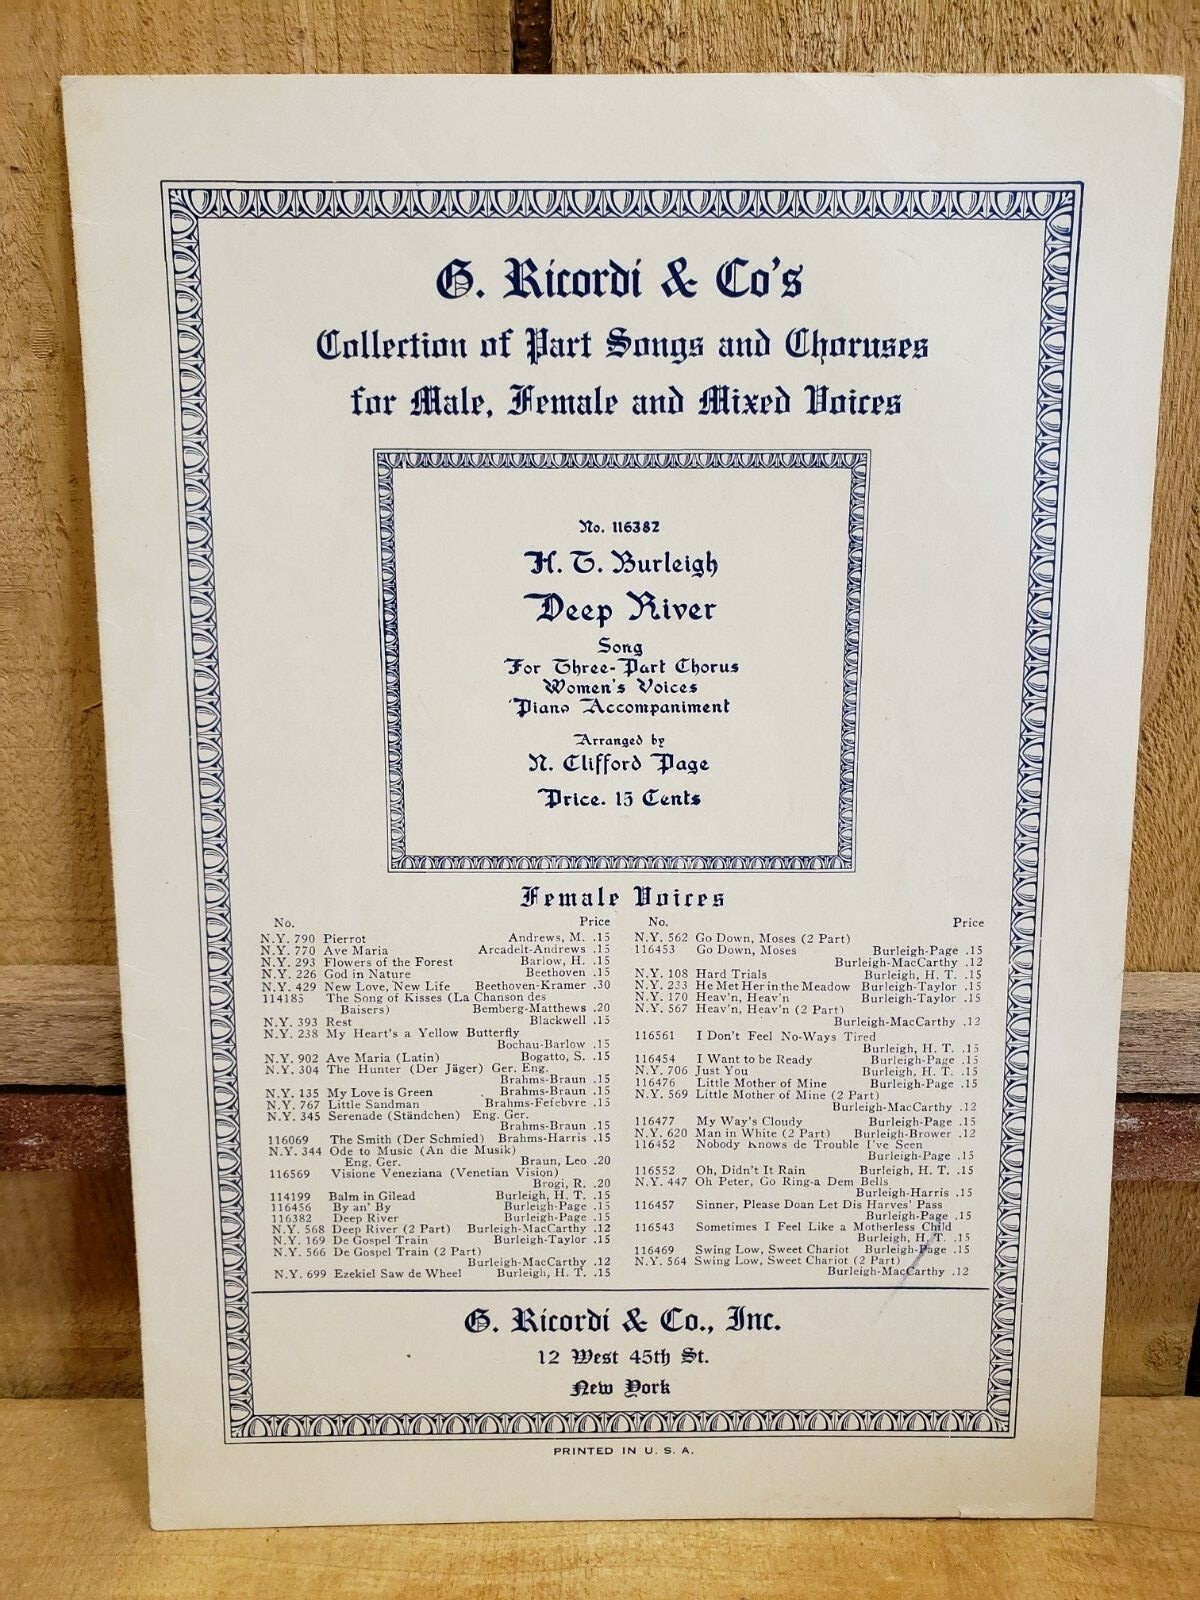 G. Ricordi & Co's
Collection of Part Songs and Choruses
for Male, Female and Mixed Voices
No. 116382
H. T. Burleigh
Deep River
Song
For Three-Part Chorus
Women's Voices
Piano Accompaniment
Arranged by
N. Clifford Page
Price. 15 Cents
Female Voices
No. Price
N.Y. 790 Pierrot Andrews, M. .15
N.Y. 770 Ave Maria Arcadelt-Andrews .15
N.Y. 293 Flowers of the Forest Barlow, H. .15
N.Y. 226 God in Nature Beethoven .15
N.Y. 429 New Love, New Life Beethoven-Kramer .30
114185 The Song of Kisses (La Chanson des
Baisers) Bemberg-Matthews .20
N.Y. 393 Rest Blackwell .15
N.Y. 238 My Heart's a Yellow Butterfly
Bochau-Barlow .15
N.Y. 902 Ave Maria (Latin) Bogatto, S. .15
N.Y. 304 The Hunter (Der Jäger) Ger. Eng.
Brahms-Braun .15
N.Y. 135 My Love is Green Brahms-Braun .15
N.Y. 767 Little Sandman Brahms-Fefebvre .15
N.Y. 345 Serenade (Ständchen) Eng. Ger.
Brahms-Braun .15
116069 The Smith (Der Schmied) Brahms-Harris .15
N.Y. 344 Ode to Music (An die Musik)
Eng. Ger. Braun, Leo .20
116569 Visione Veneziana (Venetian Vision)
Brogi, R. .20
114199 Balm in Gilead Burleigh, H. T. .15
116456 By an' By Burleigh-Page .15
116382 Deep River Burleigh-Page .15
N.Y. 568 Deep River (2 Part) Burleigh-MacCarthy .12
N.Y. 169 De Gospel Train Burleigh-Taylor .15
N.Y. 566 De Gospel Train (2 Part)
Burleigh-MacCarthy .12
N.Y. 699 Ezekiel Saw de Wheel Burleigh, H. T. .15
No. Price
N.Y. 562 Go Down, Moses (2 Part)
116453 Go Down, Moses Burleigh-Page .15
Burleigh-MacCarthy .12
N.Y. 108 Hard Trials Burleigh, H. T. .15
N.Y. 233 He Met Her in the Meadow Burleigh-Taylor .15
N.Y. 170 Heav'n, Heav'n Burleigh-Taylor .15
N.Y. 567 Heav'n, Heav'n (2 Part)
Burleigh-MacCarthy .12
116561 I Don't Feel No-Ways Tired
Burleigh, H. T. .15
116454 I Want to be Ready Burleigh-Page .15
N.Y. 706 Just You Burleigh, H. T. .15
116476 Little Mother of Mine Burleigh-Page .15
N.Y. 569 Little Mother of Mine (2 Part)
Burleigh-MacCarthy .12
116477 My Way's Cloudy Burleigh-Page .15
N.Y. 620 Man in White (2 Part) Burleigh-Brower .12
116452 Nobody Knows de Trouble I've Seen
Burleigh-Page .15
116552 Oh, Didn't It Rain Burleigh, H. T. .15
N.Y. 447 Oh Peter, Go Ring-a Dem Bells
Burleigh-Harris .15
116457 Sinner, Please Doan Let Dis Harves' Pass
Burleigh-Page .15
116543 Sometimes I Feel Like a Motherless Child
Burleigh, H. T. .15
116469 Swing Low, Sweet Chariot Burleigh-Page .15
N.Y. 564 Swing Low, Sweet Chariot (2 Part)
Burleigh-MacCarthy .12
G. Ricordi & Co., Inc.
12 West 45th St.
New York
PRINTED IN U. S. A.